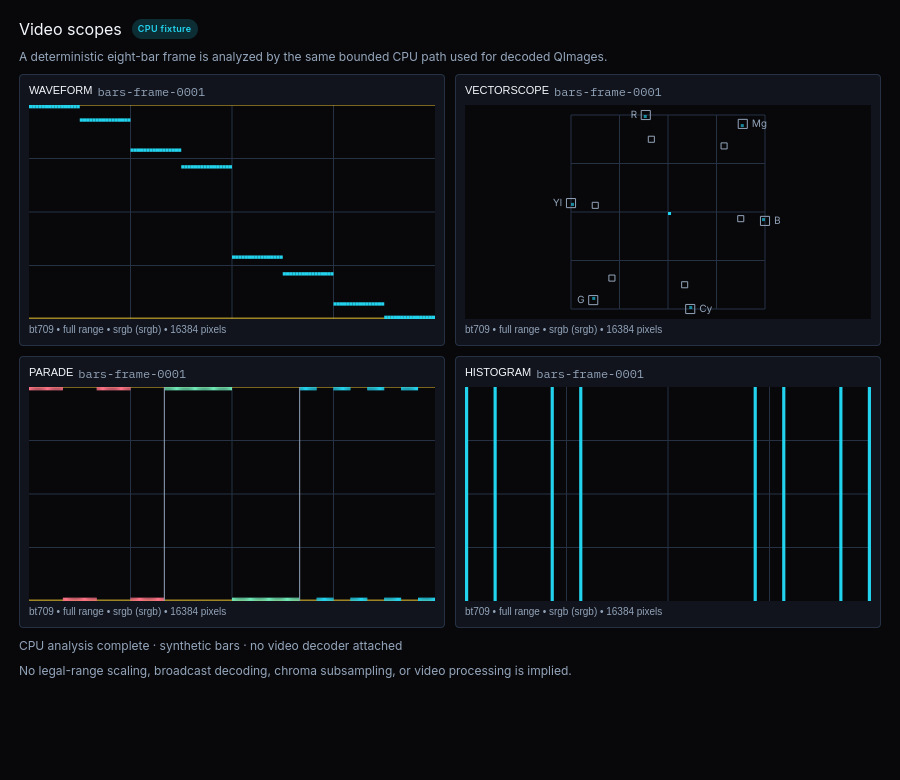 Video scopes CPU fixture
A deterministic eight-bar frame is analyzed by the same bounded CPU path used for decoded QImages.
WAVEFORM bars-frame-0001
bt709 • full range • srgb (srgb) • 16384 pixels
VECTORSCOPE bars-frame-0001
R
Mg
Yl
B
G
Cy
bt709 • full range • srgb (srgb) • 16384 pixels
PARADE bars-frame-0001
bt709 • full range • srgb (srgb) • 16384 pixels
HISTOGRAM bars-frame-0001
bt709 • full range • srgb (srgb) • 16384 pixels
CPU analysis complete · synthetic bars · no video decoder attached
No legal-range scaling, broadcast decoding, chroma subsampling, or video processing is implied.